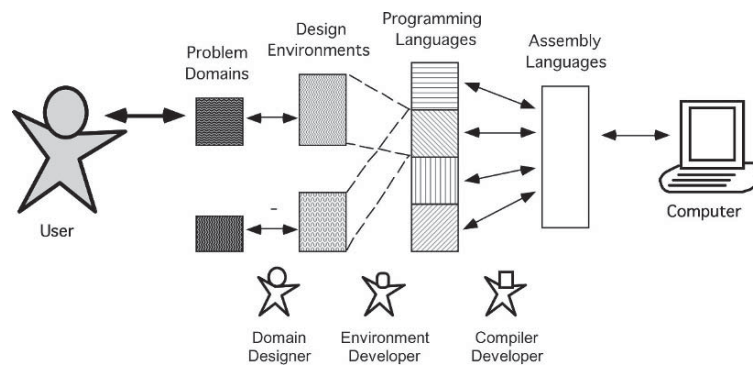 Problem
Domains
Design
Environments
Programming
Languages
Assembly
Languages
User
Computer
Domain
Designer
Environment
Developer
Compiler
Developer